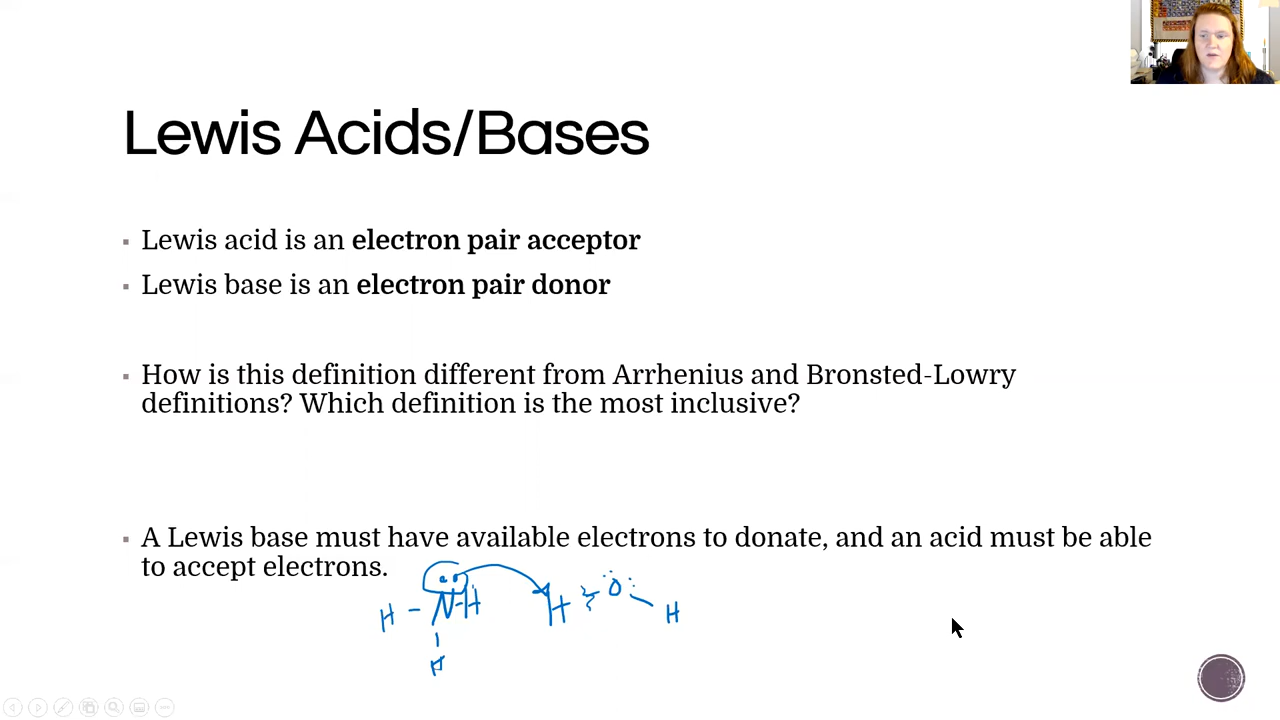 Lewis Acids/Bases
▪ Lewis acid is an electron pair acceptor
▪ Lewis base is an electron pair donor
▪ How is this definition different from Arrhenius and Bronsted-Lowry
definitions? Which definition is the most inclusive?
▪ A Lewis base must have available electrons to donate, and an acid must be able
to accept electrons.
H - N-H H - O
H
H